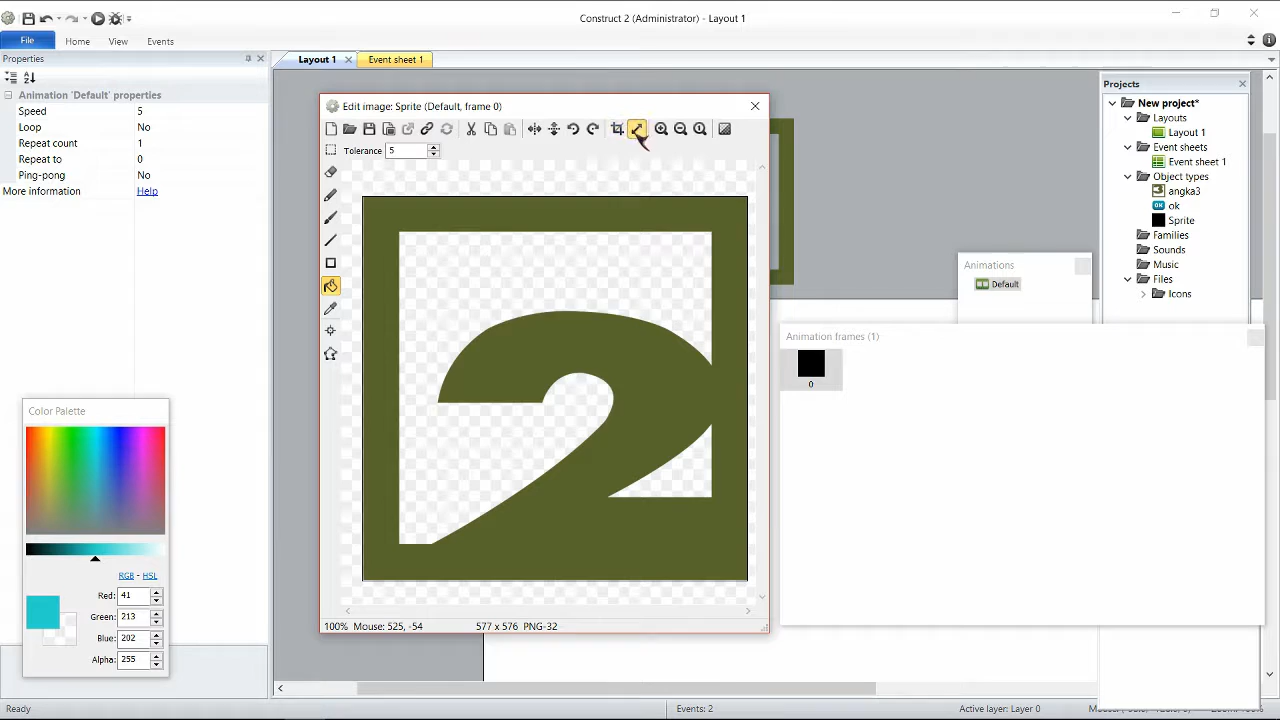 Construct 2 (Administrator) - Layout 1
File Home View Events
Properties
Layout 1 Event sheet 1
Animation 'Default' properties
Speed 5
Loop No
Repeat count 1
Repeat to 0
Ping-pong No
More information Help
Edit image: Sprite (Default, frame 0)
Tolerance 5
2
100% Mouse: 525, -54 577 x 576 PNG-32
Color Palette
RGB - HSL
Red: 41
Green: 213
Blue: 202
Alpha: 255
Animations
Default
Animation frames (1)
0
Projects
New project*
Layouts
Layout 1
Event sheets
Event sheet 1
Object types
angka3
OK ok
Sprite
Families
Sounds
Music
Files
Icons
Ready Events: 2 Active layer: Layer 0